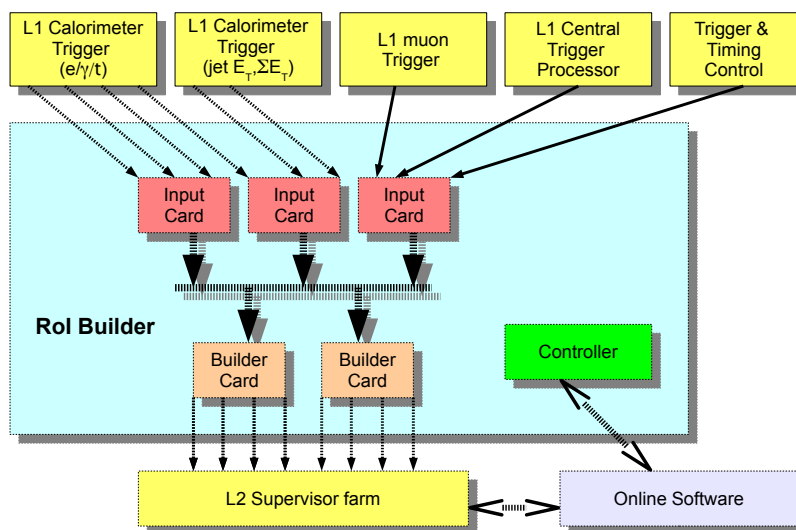 L1 Calorimeter
Trigger
(e/γ/t)
L1 Calorimeter
Trigger
(jet E_T,ΣE_T)
L1 muon
Trigger
L1 Central
Trigger
Processor
Trigger &
Timing
Control
Input
Card
Input
Card
Input
Card
RoI Builder
Builder
Card
Builder
Card
Controller
L2 Supervisor farm
Online Software